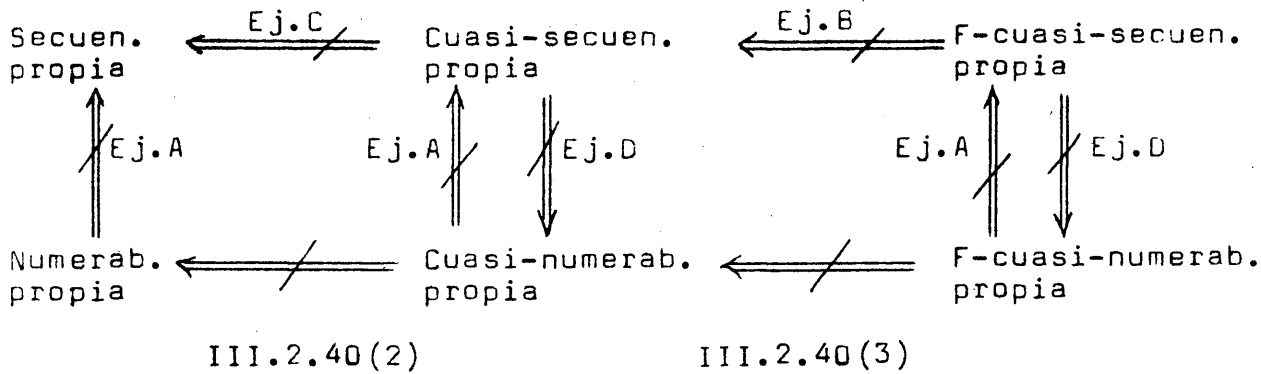 Ej.C
Ej.B
Secuen.
propia
Cuasi-secuen.
propia
F-cuasi-secuen.
propia
Ej.A
Ej.A
Ej.D
Ej.A
Ej.D
Numerab.
propia
Cuasi-numerab.
propia
F-cuasi-numerab.
propia
III.2.40(2)
III.2.40(3)